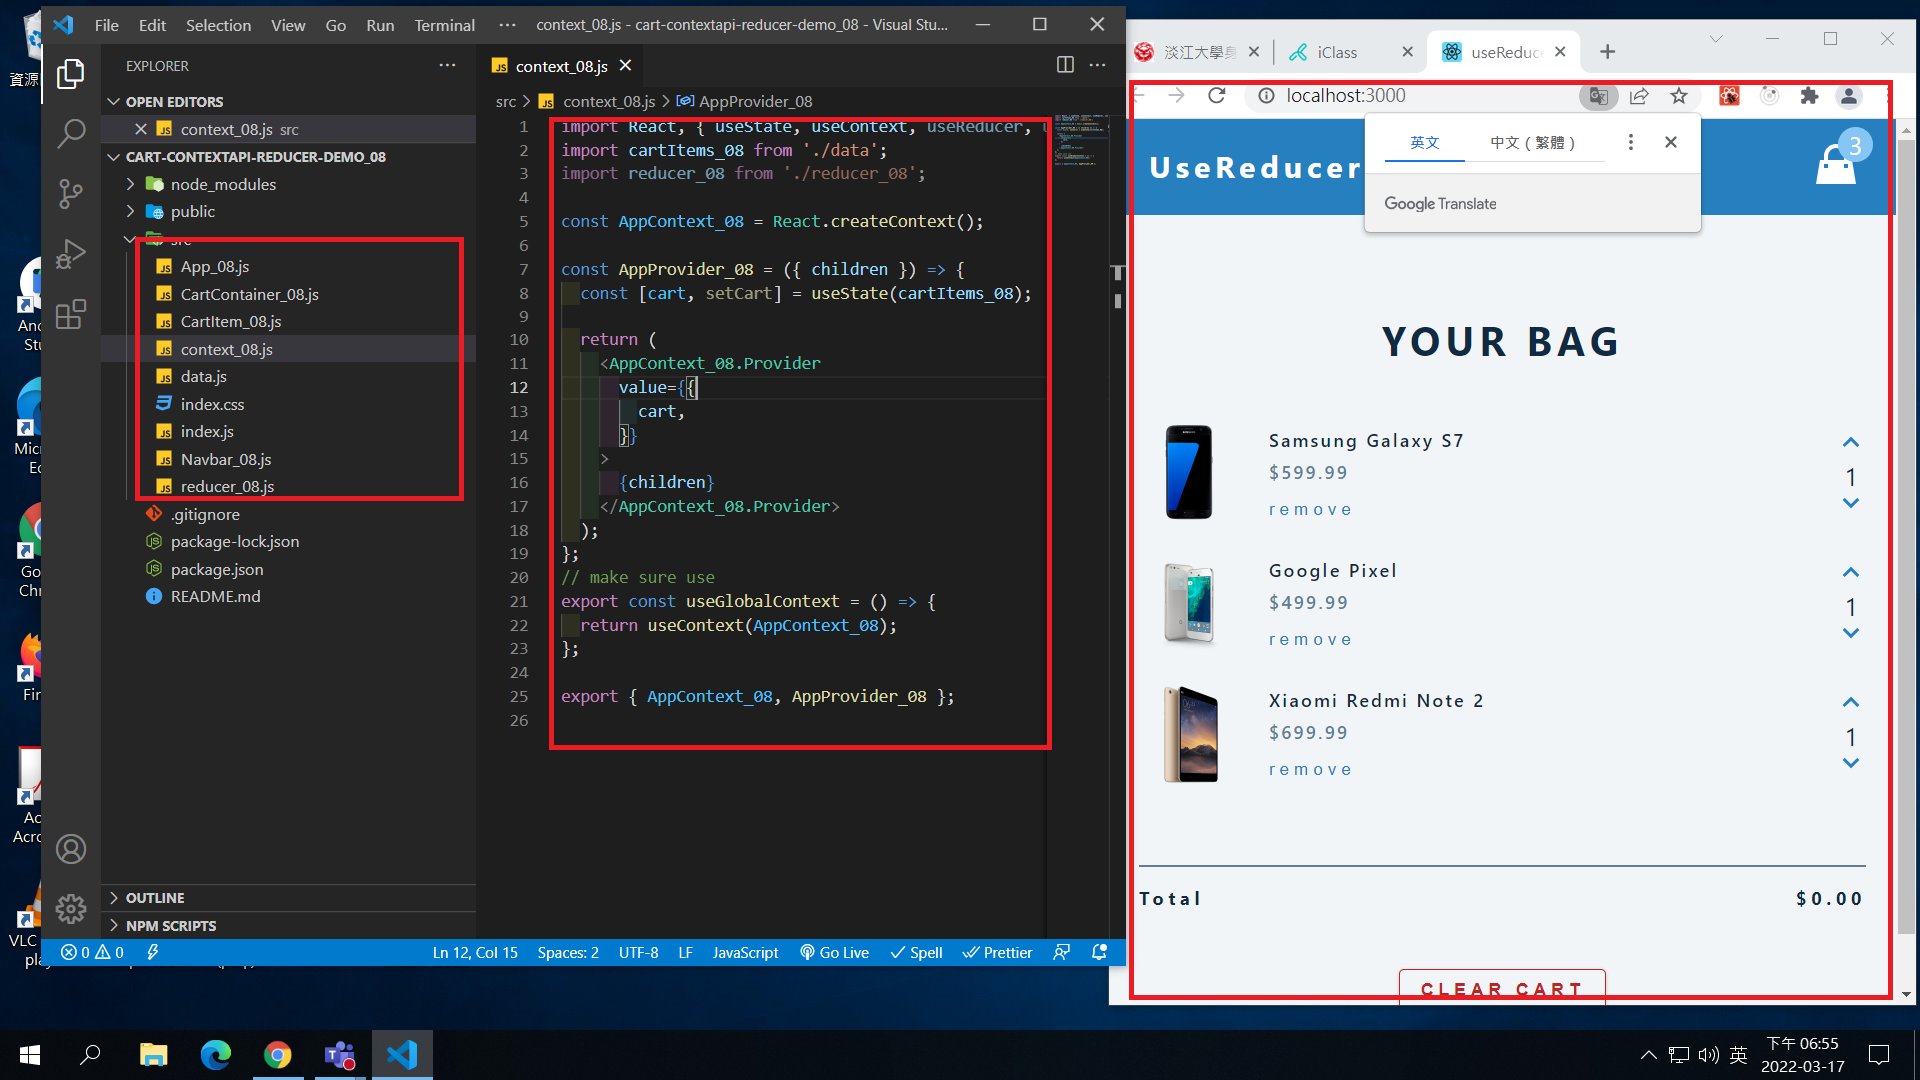 資源
File Edit Selection View Go Run Terminal ··· context_08.js - cart-contextapi-reducer-demo_08 - Visual Stu...
EXPLORER
OPEN EDITORS
context_08.js src
CART-CONTEXTAPI-REDUCER-DEMO_08
node_modules
public
src
App_08.js
CartContainer_08.js
CartItem_08.js
context_08.js
data.js
index.css
index.js
Navbar_08.js
reducer_08.js
.gitignore
package-lock.json
package.json
README.md
OUTLINE
NPM SCRIPTS
context_08.js
src > context_08.js > AppProvider_08
1 import React, { useState, useContext, useReducer,
2 import cartItems_08 from './data';
3 import reducer_08 from './reducer_08';
4
5 const AppContext_08 = React.createContext();
6
7 const AppProvider_08 = ({ children }) => {
8 const [cart, setCart] = useState(cartItems_08);
9
10 return (
11 <AppContext_08.Provider
12 value={{
13 cart,
14 }}
15 >
16 {children}
17 </AppContext_08.Provider>
18 );
19 };
20 // make sure use
21 export const useGlobalContext = () => {
22 return useContext(AppContext_08);
23 };
24
25 export { AppContext_08, AppProvider_08 };
26
0 0 Ln 12, Col 15 Spaces: 2 UTF-8 LF JavaScript Go Live Spell Prettier
And
Stu
Micr
Ec
Go
Chr
Fir
Ac
Acro
VLC
play
淡江大學 iClass useReduc
localhost:3000
英文 中文（繁體）
Google Translate
UseReducer
3
YOUR BAG
Samsung Galaxy S7
$599.99
remove
1
Google Pixel
$499.99
remove
1
Xiaomi Redmi Note 2
$699.99
remove
1
Total $0.00
CLEAR CART
英
下午 06:55
2022-03-17